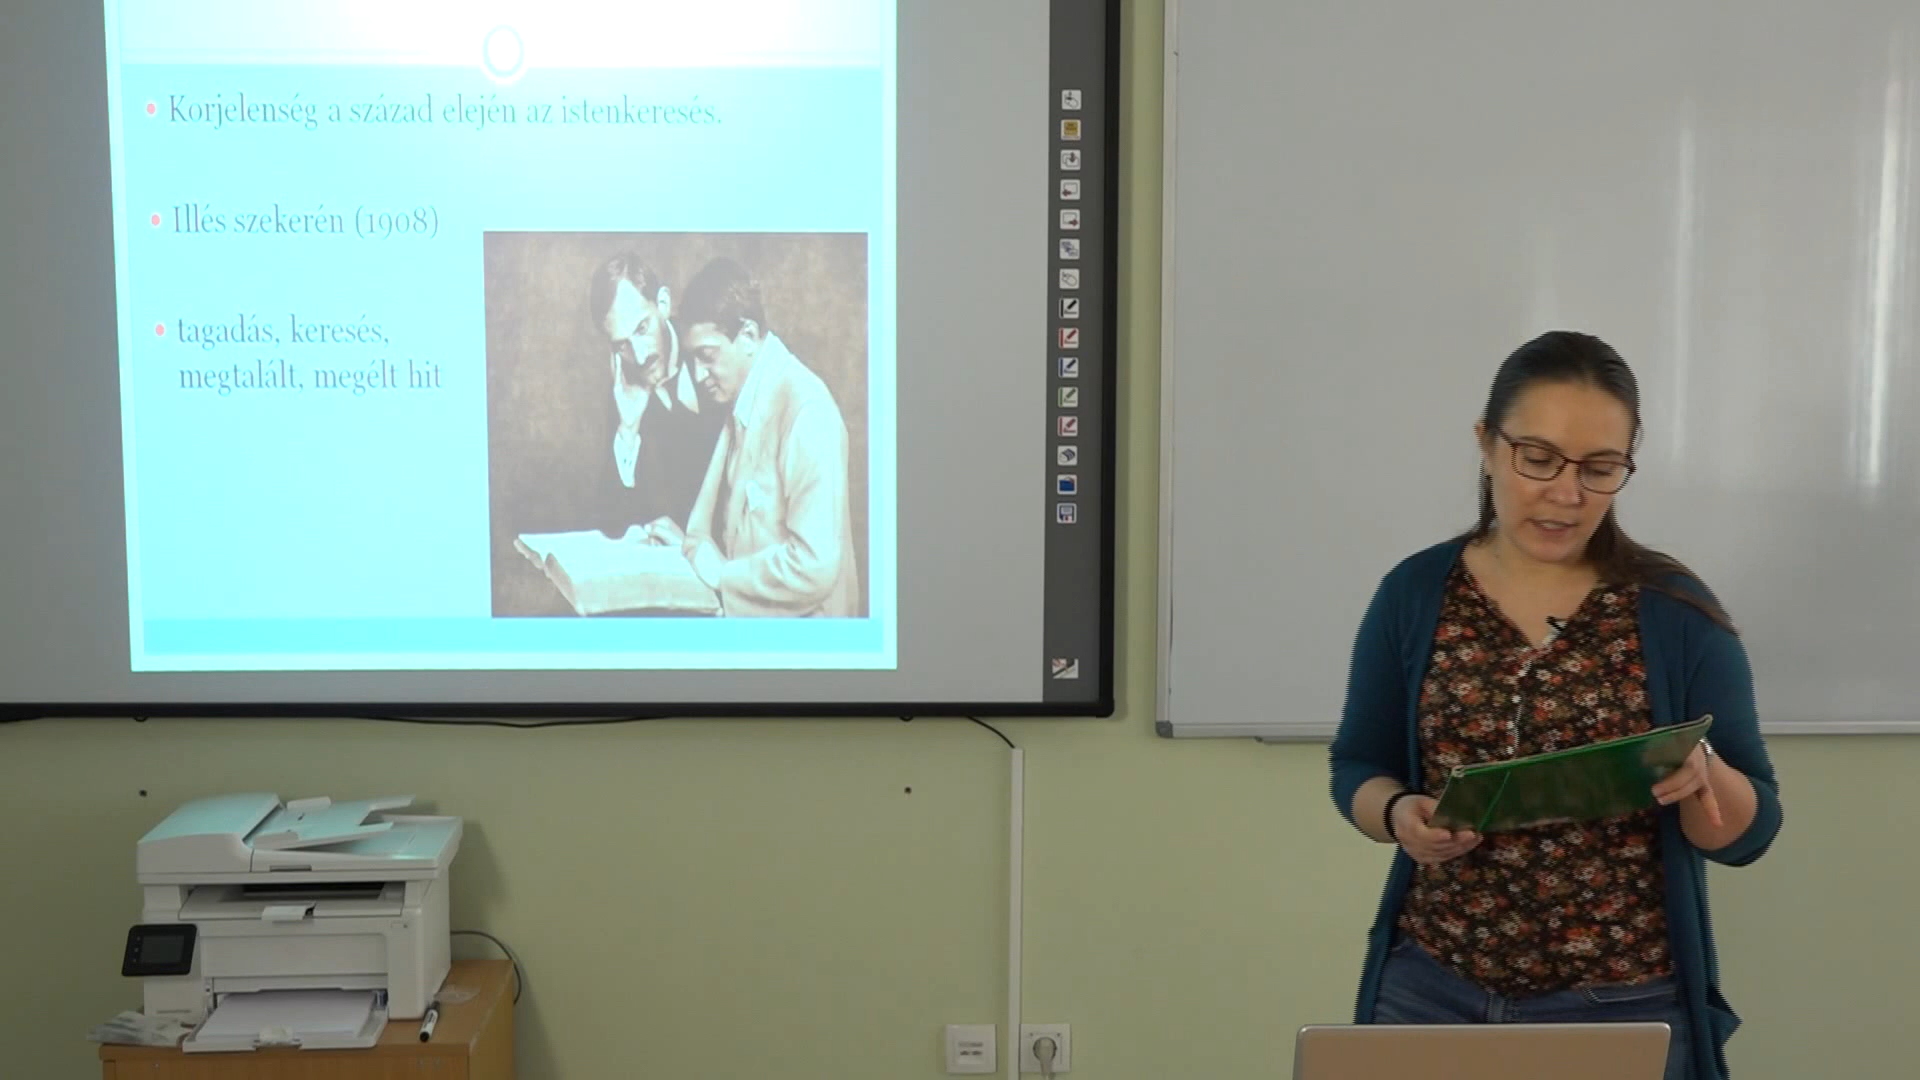 Korjelenség a század elején az istenkeresés.
Illés szekerén (1908)
tagadás, keresés,
megtalált, megélt hit